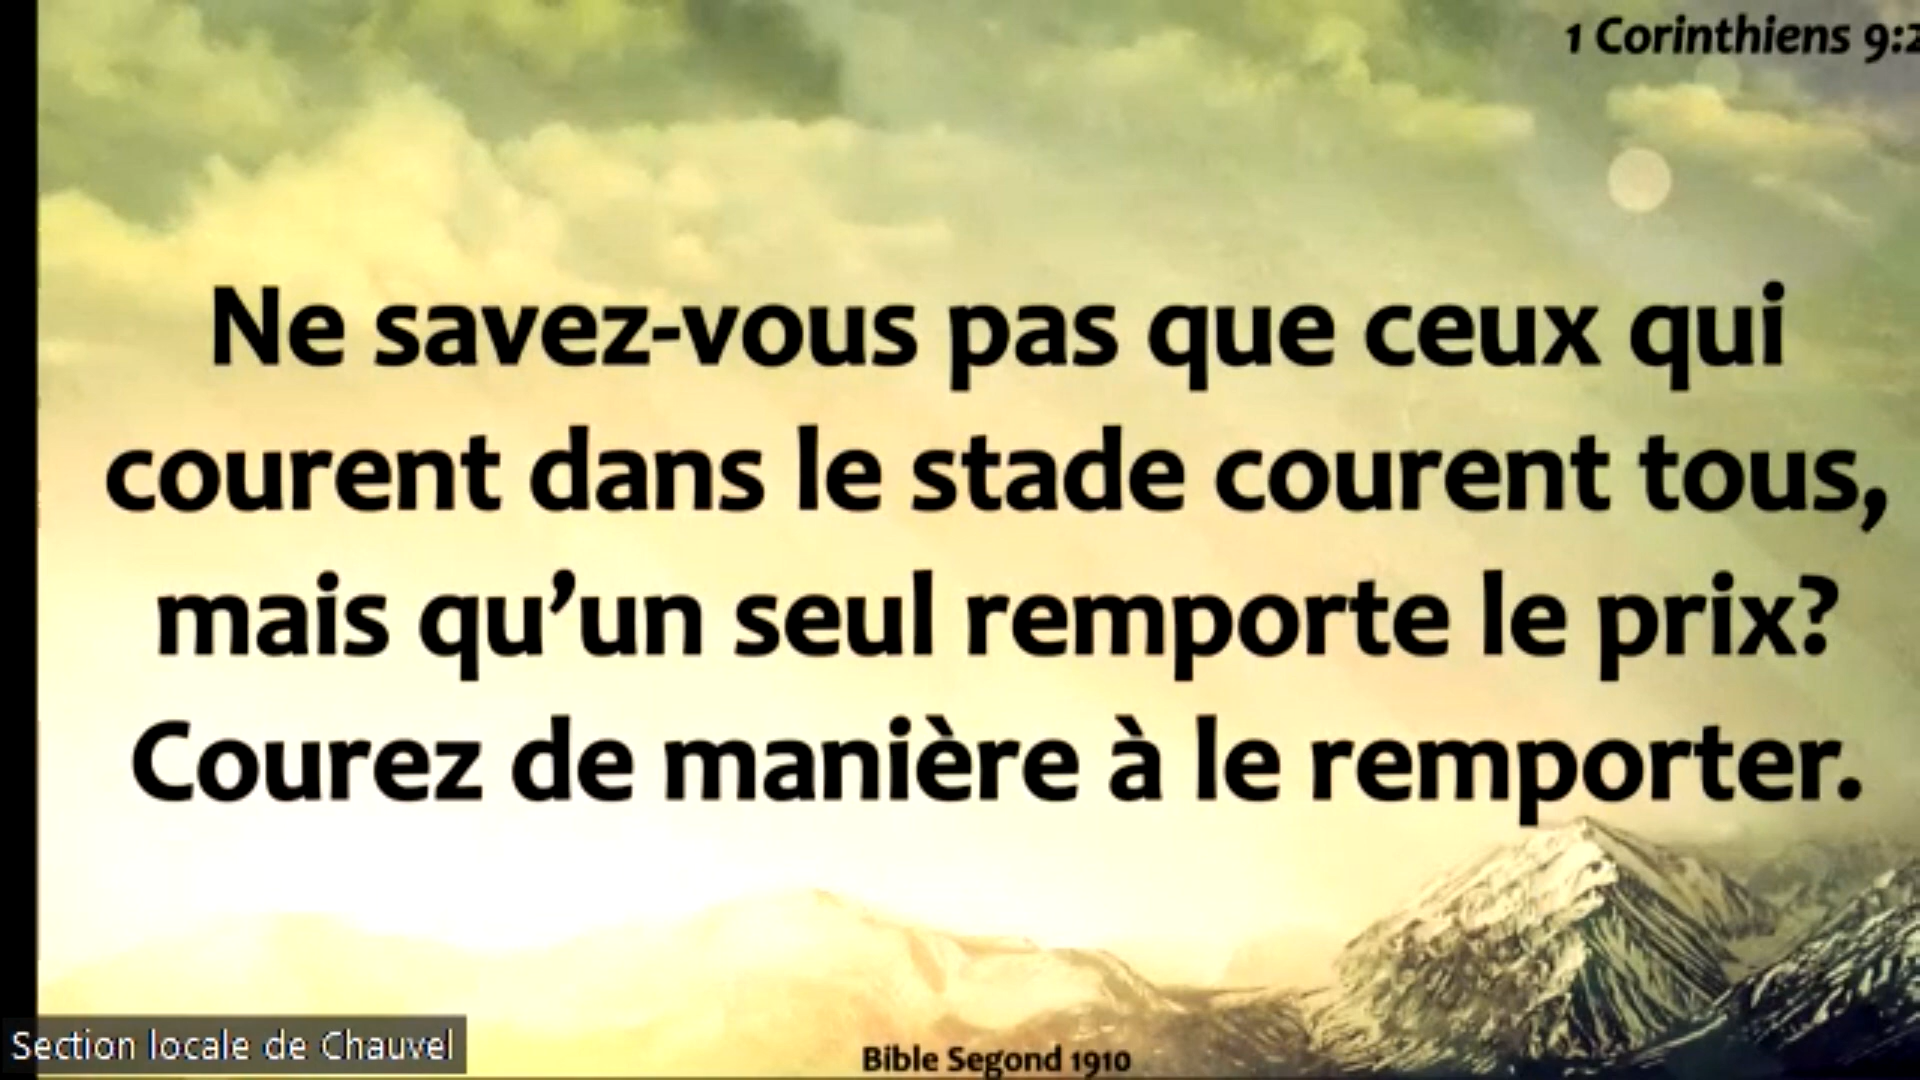 1 Corinthiens 9:2
Ne savez-vous pas que ceux qui
courent dans le stade courent tous,
mais qu’un seul remporte le prix?
Courez de manière à le remporter.
Section locale de Chauvel
Bible Segond 1910